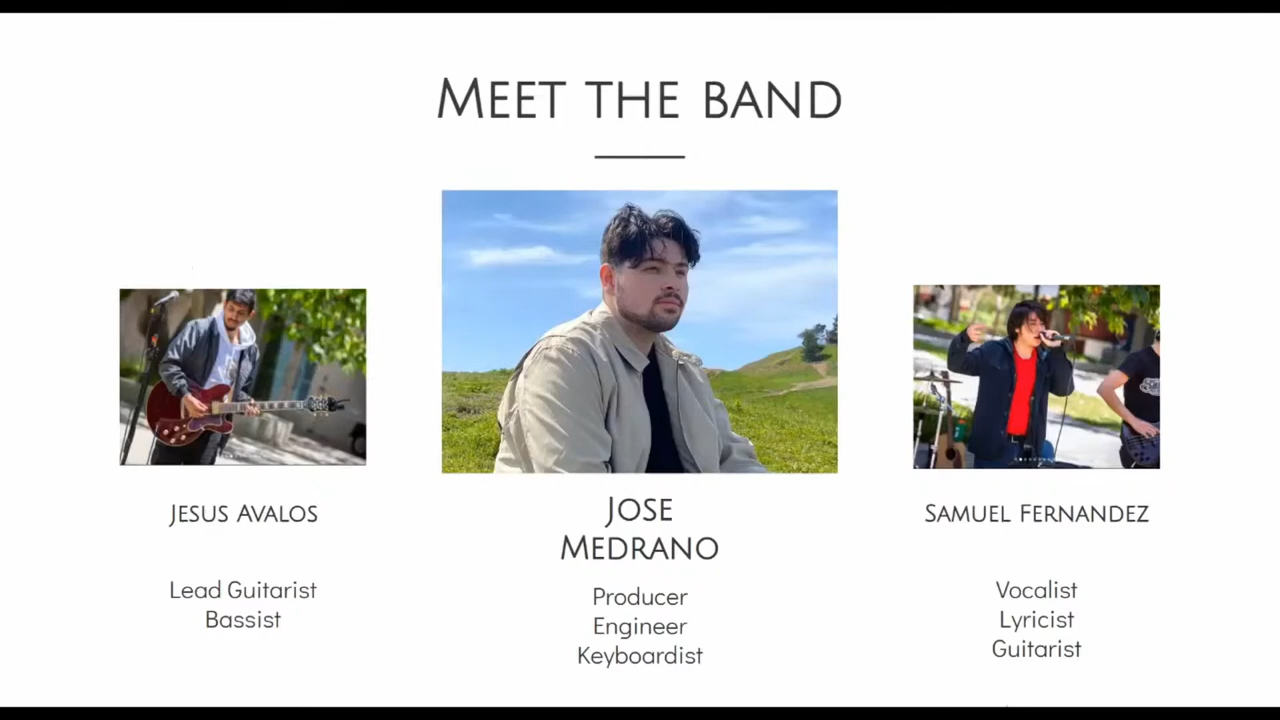 Meet the band
Jesus Avalos
Lead Guitarist
Bassist
Jose
Medrano
Producer
Engineer
Keyboardist
Samuel Fernandez
Vocalist
Lyricist
Guitarist